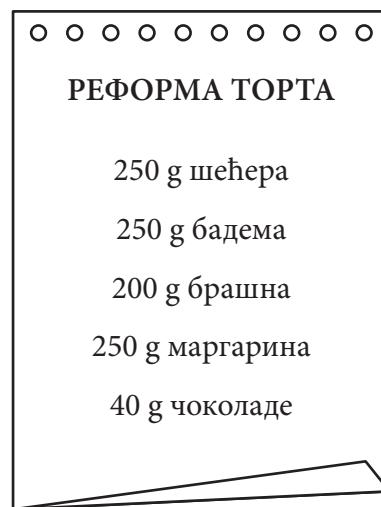 РЕФОРМА ТОРТА
250 g шећера
250 g бадема
200 g брашна
250 g маргарина
40 g чоколаде